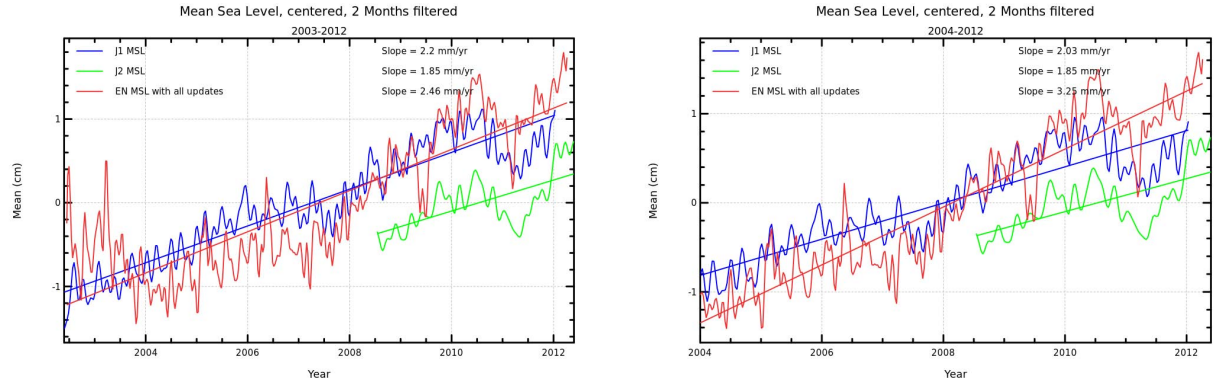 Mean Sea Level, centered, 2 Months filtered
2003-2012
J1 MSL Slope = 2.2 mm/yr
J2 MSL Slope = 1.85 mm/yr
EN MSL with all updates Slope = 2.46 mm/yr
Mean (cm)
1
0
-1
2004 2006 2008 2010 2012
Year
Mean Sea Level, centered, 2 Months filtered
2004-2012
J1 MSL Slope = 2.03 mm/yr
J2 MSL Slope = 1.85 mm/yr
EN MSL with all updates Slope = 3.25 mm/yr
Mean (cm)
1
0
-1
2004 2006 2008 2010 2012
Year